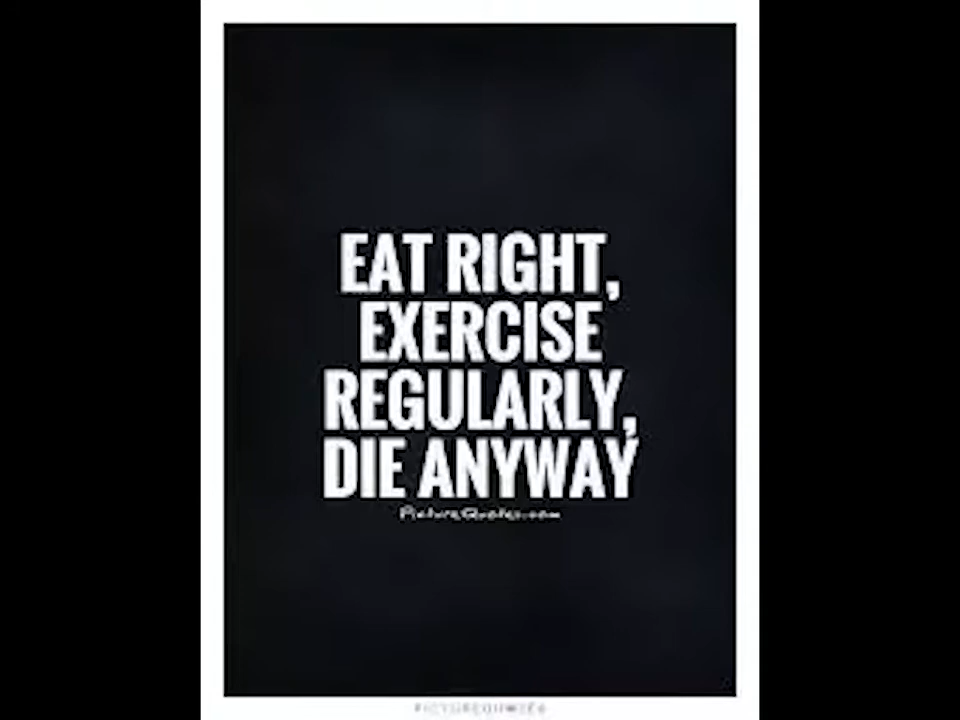 EAT RIGHT,
EXERCISE
REGULARLY,
DIE ANYWAY
PictureQuotes.com